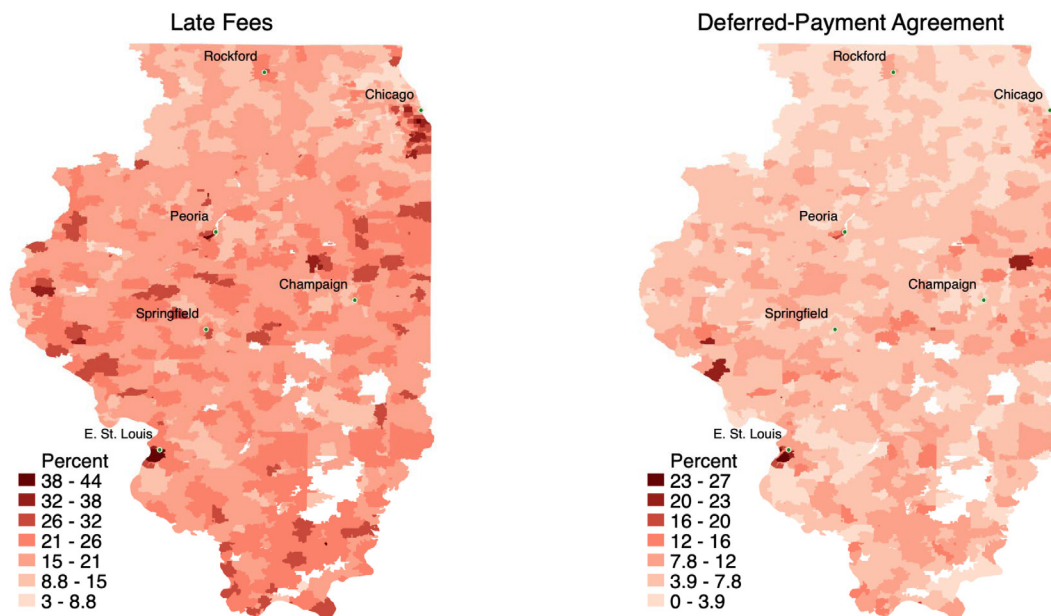 Late Fees
Rockford
Chicago
Peoria
Champaign
Springfield
E. St. Louis
Percent
38 - 44
32 - 38
26 - 32
21 - 26
15 - 21
8.8 - 15
3 - 8.8
Deferred-Payment Agreement
Rockford
Chicago
Peoria
Champaign
Springfield
E. St. Louis
Percent
23 - 27
20 - 23
16 - 20
12 - 16
7.8 - 12
3.9 - 7.8
0 - 3.9